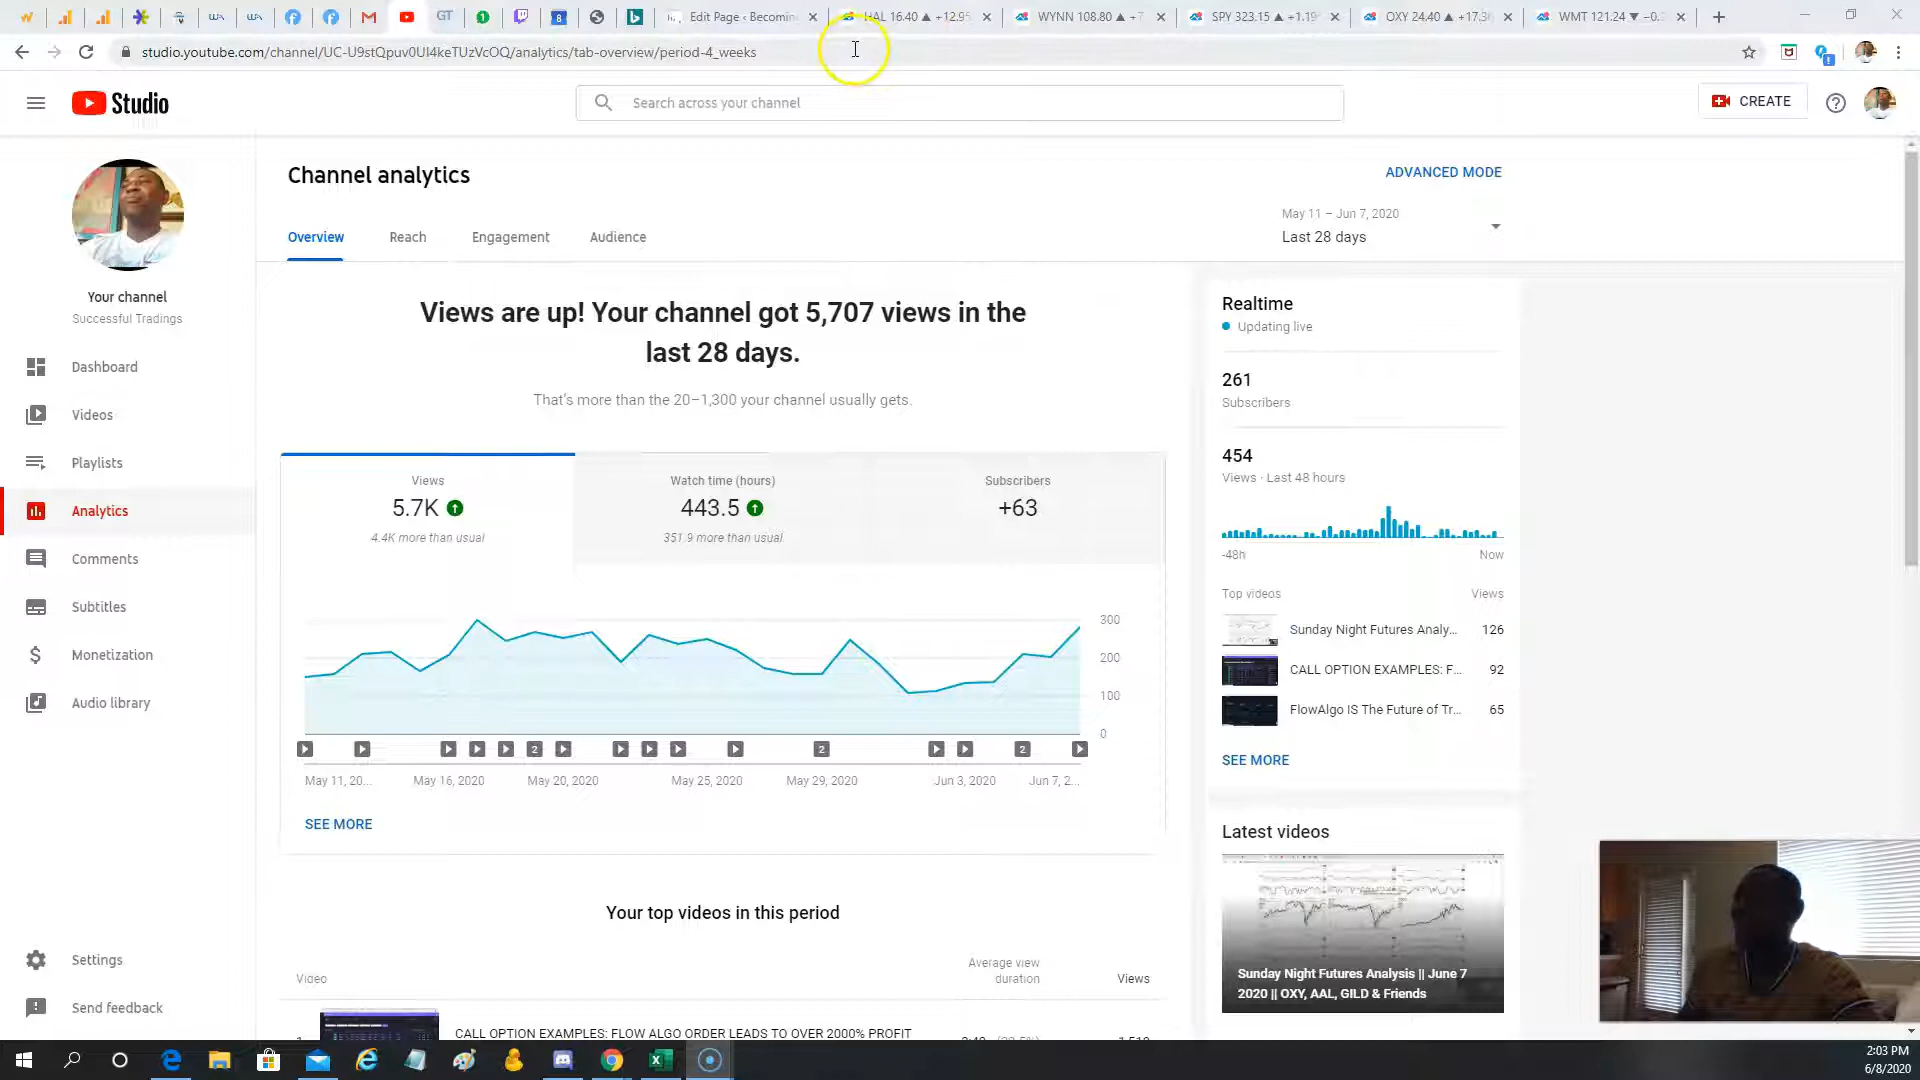 Edit Page ‹ Becomin
HAL 16.40 ▲ +12.95
WYNN 108.80 ▲ +7
SPY 323.15 ▲ +1.19
OXY 24.40 ▲ +17.3
WMT 121.24 ▼ −0.
studio.youtube.com/channel/UC-U9stQpuv0Ul4keTUzVcOQ/analytics/tab-overview/period-4_weeks
Studio
Search across your channel
CREATE
Channel analytics
ADVANCED MODE
May 11 – Jun 7, 2020
Last 28 days
Overview
Reach
Engagement
Audience
Your channel
Successful Tradings
Dashboard
Videos
Playlists
Analytics
Comments
Subtitles
Monetization
Audio library
Settings
Send feedback
Views are up! Your channel got 5,707 views in the
last 28 days.
That's more than the 20–1,300 your channel usually gets.
Views
5.7K
4.4K more than usual
Watch time (hours)
443.5
351.9 more than usual
Subscribers
+63
300
200
100
0
2
2
2
May 11, 20...
May 16, 2020
May 20, 2020
May 25, 2020
May 29, 2020
Jun 3, 2020
Jun 7, 2...
SEE MORE
Your top videos in this period
Video
Average view
duration
Views
CALL OPTION EXAMPLES: FLOW ALGO ORDER LEADS TO OVER 2000% PROFIT
Realtime
Updating live
261
Subscribers
454
Views · Last 48 hours
-48h
Now
Top videos
Views
Sunday Night Futures Analy...
126
CALL OPTION EXAMPLES: F...
92
FlowAlgo IS The Future of Tr...
65
SEE MORE
Latest videos
Sunday Night Futures Analysis || June 7
2020 || OXY, AAL, GILD & Friends
2:03 PM
6/8/2020